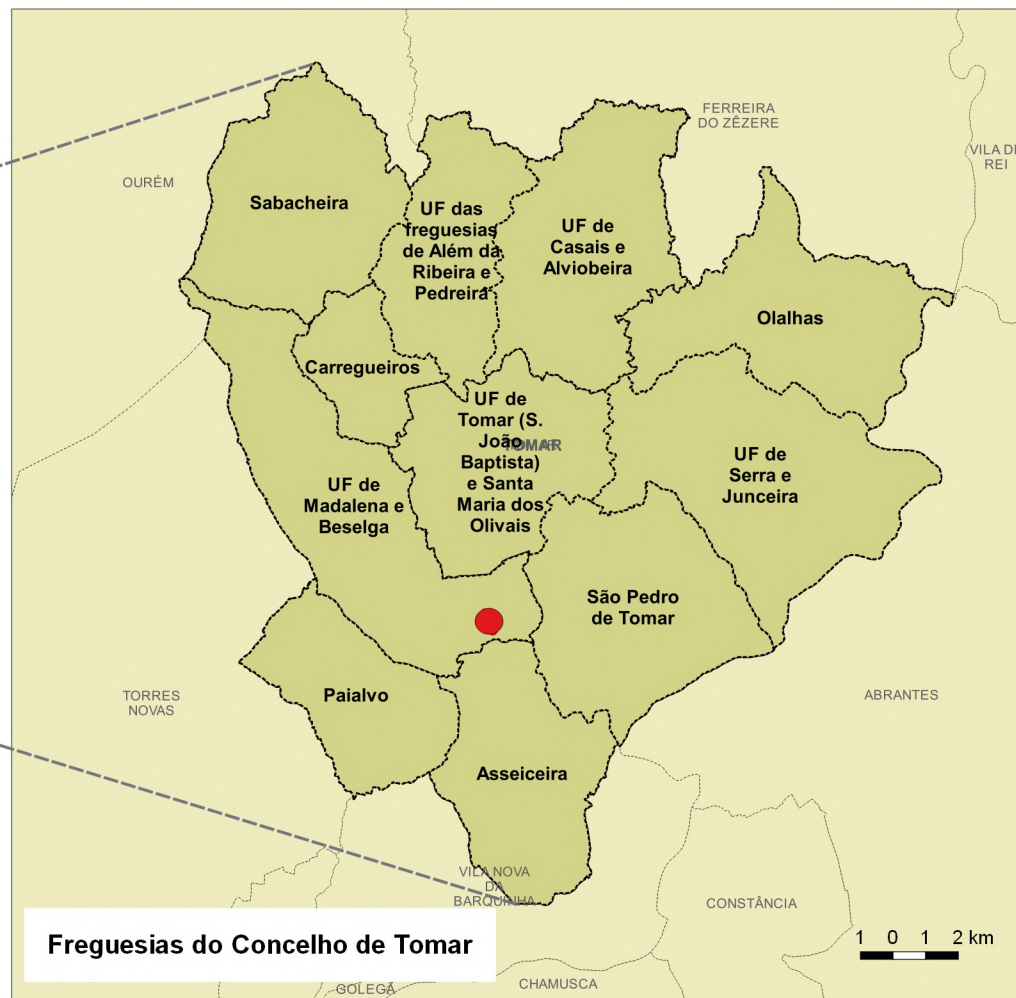 FERREIRA
DO ZÊZERE
VILA DE
REI
OURÉM
Sabacheira
UF das
freguesias
de Além da
Ribeira e
Pedreira
UF de
Casais e
Alviobeira
Olalhas
Carregueiros
UF de
Tomar (S.
João
Baptista)
e Santa
Maria dos
Olivais
TOMAR
UF de
Serra e
Junceira
UF de
Madalena e
Beselga
São Pedro
de Tomar
TORRES
NOVAS
Paialvo
ABRANTES
Asseiceira
VILA NOVA
DA
BARQUINHA
CONSTÂNCIA
Freguesias do Concelho de Tomar
1 0 1 2 km
GOLEGÃ
CHAMUSCA